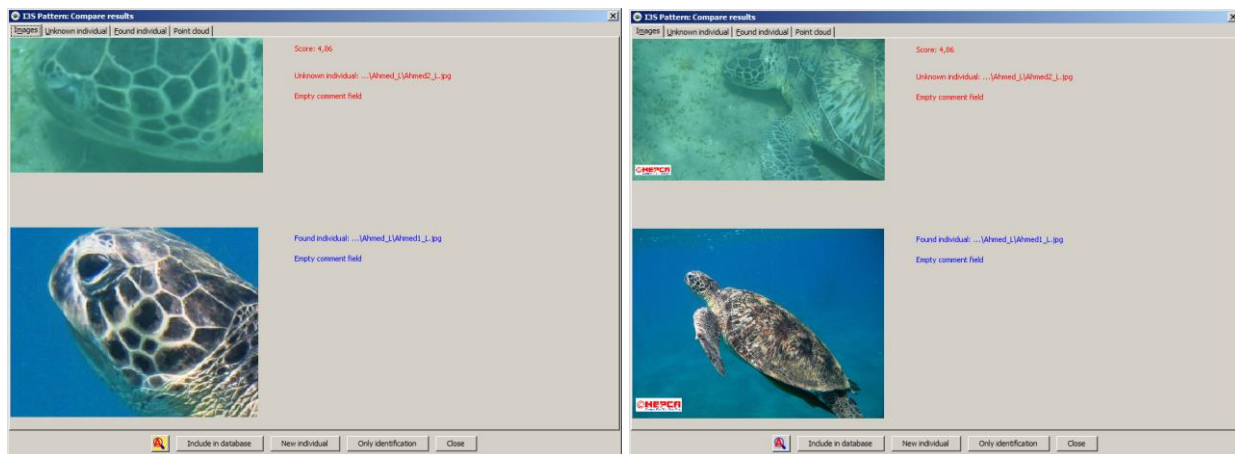 I3S Pattern: Compare results
Images Unknown individual Found individual Point cloud
Score: 4,86
Unknown individual: ...\Ahmed_L\Ahmed2_L.jpg
Empty comment field
Found individual: ...\Ahmed_L\Ahmed1_L.jpg
Empty comment field
Include in database New individual Only identification Close
I3S Pattern: Compare results
Images Unknown individual Found individual Point cloud
Score: 4,86
Unknown individual: ...\Ahmed_L\Ahmed2_L.jpg
Empty comment field
HEPCA
Found individual: ...\Ahmed_L\Ahmed1_L.jpg
Empty comment field
HEPCA
Include in database New individual Only identification Close